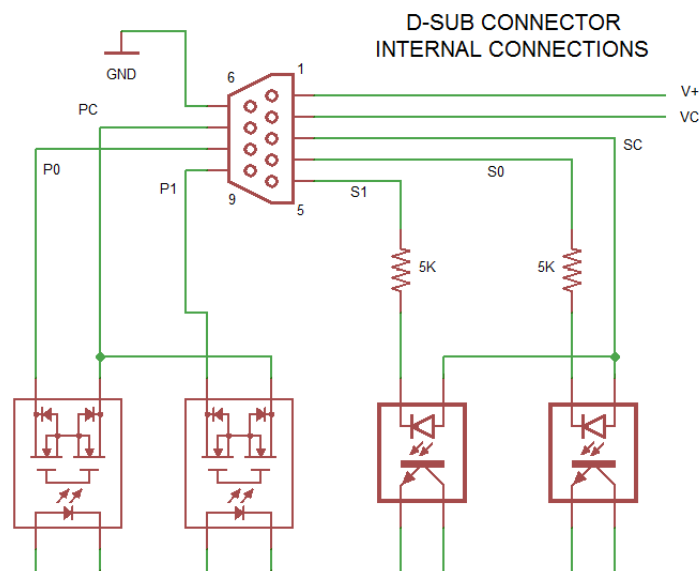 D-SUB CONNECTOR
INTERNAL CONNECTIONS
GND
6
1
V+
PC
VC
SC
P0
P1
S1
S0
9
5
5K
5K